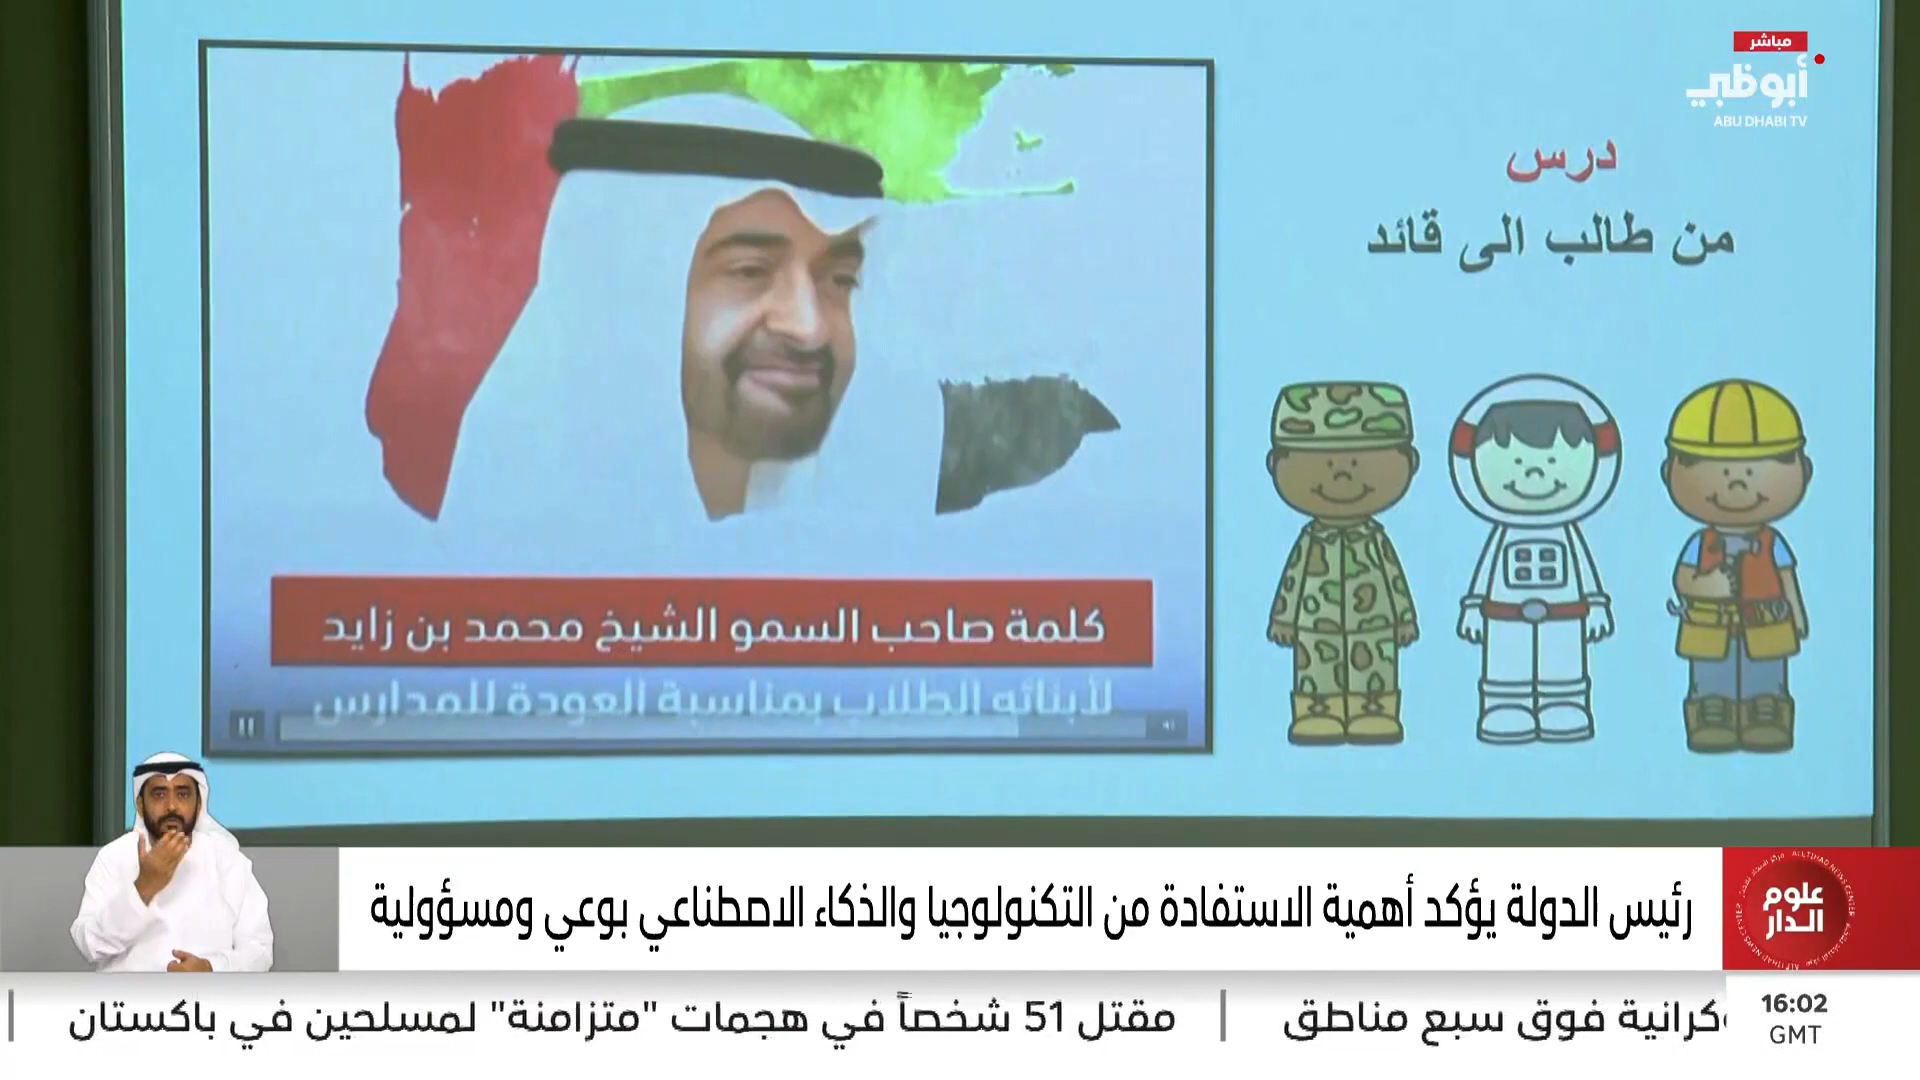 مباشر
أبوظبي
ABU DHABI TV
درس
من طالب الى قائد
كلمة صاحب السمو الشيخ محمد بن زايد
لأبنائه الطلاب بمناسبة العودة للمدارس
رئيس الدولة يؤكد أهمية الاستفادة من التكنولوجيا والذكاء الاصطناعي بوعي ومسؤولية
علوم
الدار
وكرانية فوق سبع مناطق | مقتل 51 شخصاً في هجمات "متزامنة" لمسلحين في باكستان |
16:02
GMT